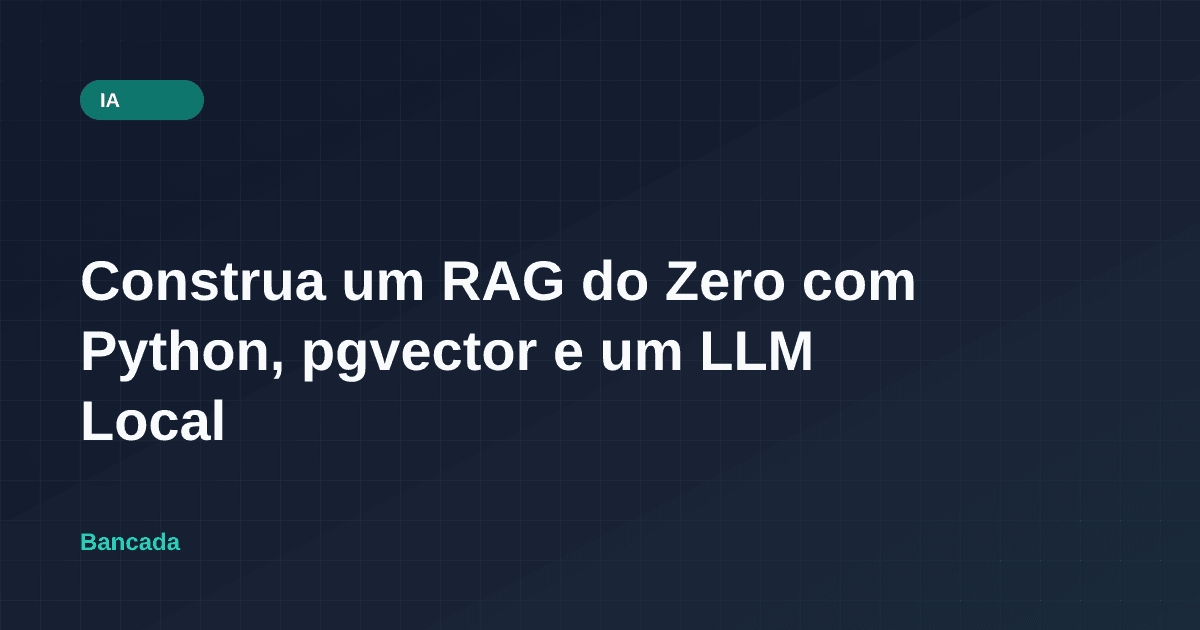 IA
Construa um RAG do Zero com
Python, pgvector e um LLM
Local
Bancada